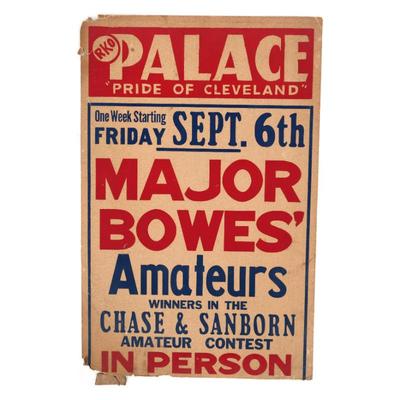 RKO
PALACE
"PRIDE OF CLEVELAND"
One Week Starting
FRIDAY SEPT. 6th
MAJOR
BOWES'
Amateurs
WINNERS IN THE
CHASE & SANBORN
AMATEUR CONTEST
IN PERSON